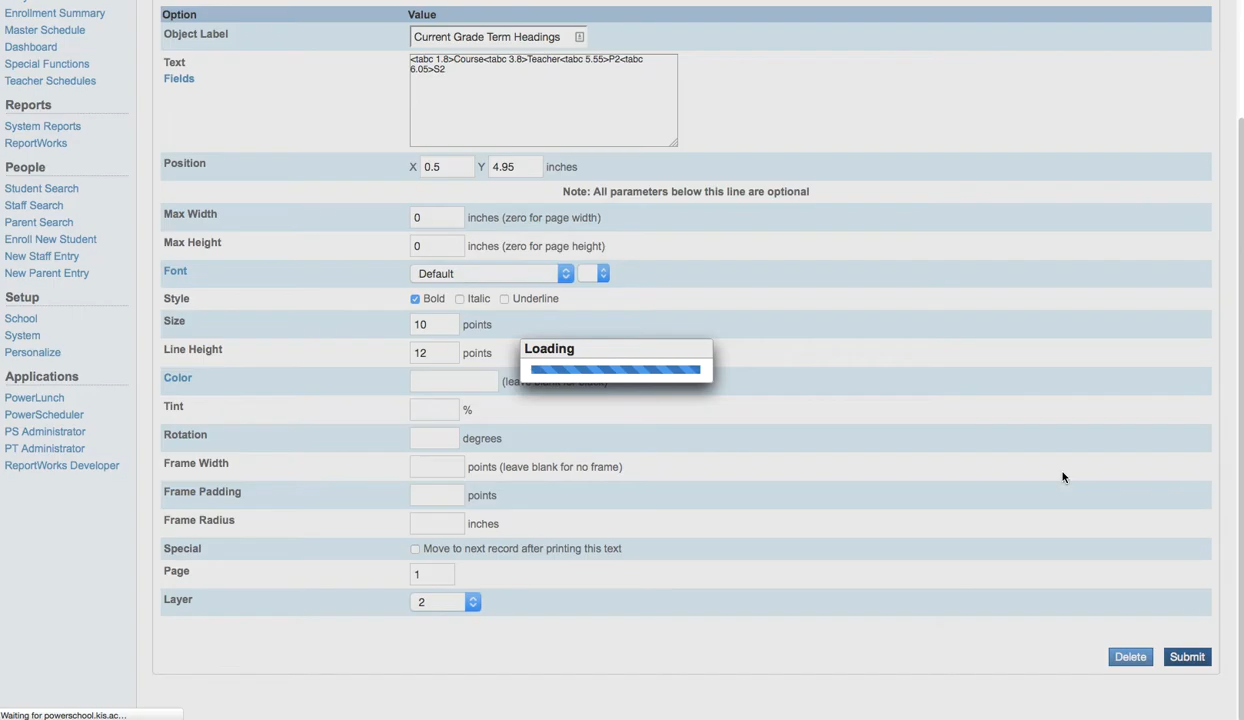 Enrollment Summary
Master Schedule
Dashboard
Special Functions
Teacher Schedules
Reports
System Reports
ReportWorks
People
Student Search
Staff Search
Parent Search
Enroll New Student
New Staff Entry
New Parent Entry
Setup
School
System
Personalize
Applications
PowerLunch
PowerScheduler
PS Administrator
PT Administrator
ReportWorks Developer
Option Value
Object Label Current Grade Term Headings
Text <tabc 1.8>Course<tabc 3.8>Teacher<tabc 5.55>P2<tabc
6.05>S2
Fields
Position X 0.5 Y 4.95 inches
Note: All parameters below this line are optional
Max Width 0 inches (zero for page width)
Max Height 0 inches (zero for page height)
Font Default
Style Bold Italic Underline
Size 10 points
Line Height 12 points
Loading
Color (leave blank for black)
Tint %
Rotation degrees
Frame Width points (leave blank for no frame)
Frame Padding points
Frame Radius inches
Special Move to next record after printing this text
Page 1
Layer 2
Delete Submit
Waiting for powerschool.kis.ac...